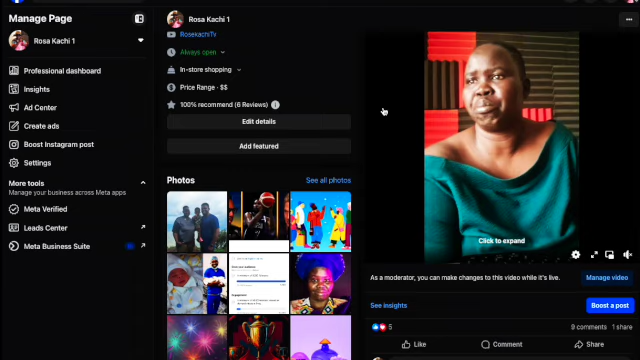 Manage Page
Rosa Kachi 1
Professional dashboard
Insights
Ad Center
Create ads
Boost Instagram post
Settings
More tools
Manage your business across Meta apps
Meta Verified
Leads Center
Meta Business Suite
Rosa Kachi 1
RosekachiTv
Always open
In-store shopping
Price Range · $$
100% recommend (6 Reviews)
Edit details
Add featured
Photos
See all photos
Click to expand
As a moderator, you can make changes to this video while it's live.
Manage video
See insights
Boost a post
5
0 comments
1 share
Like
Comment
Share